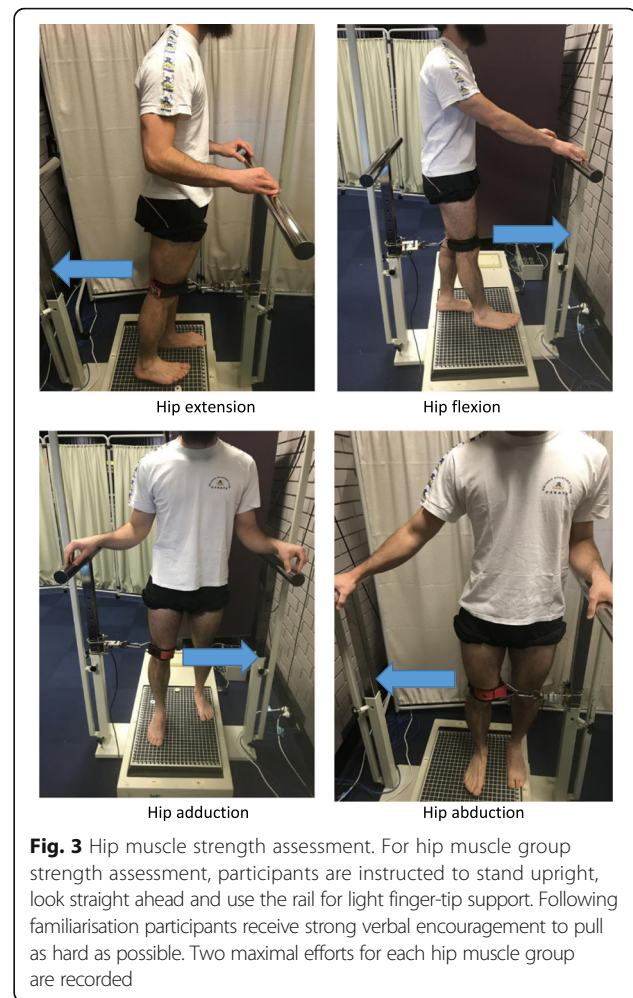 Hip extension
Hip flexion
Hip adduction
Hip abduction
Fig. 3 Hip muscle strength assessment. For hip muscle group
strength assessment, participants are instructed to stand upright,
look straight ahead and use the rail for light finger-tip support. Following
familiarisation participants receive strong verbal encouragement to pull
as hard as possible. Two maximal efforts for each hip muscle group
are recorded